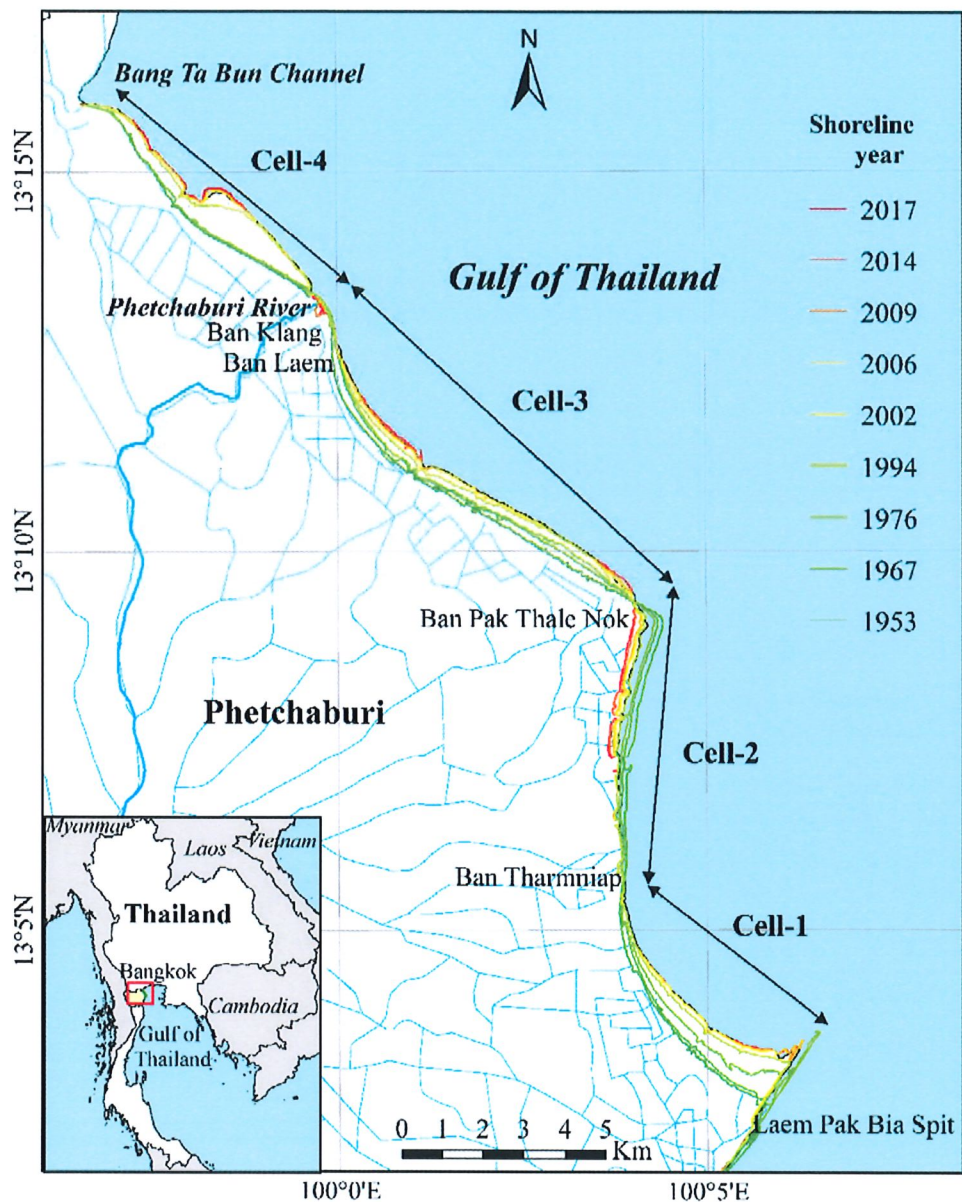 N
Bang Ta Bun Channel
Shoreline
year
13°15'N
Cell-4
2017
2014
Gulf of Thailand
Phetchaburi River
2009
Ban Klang
Ban Laem
2006
Cell-3
2002
1994
1976
13°10'N
1967
Ban Pak Thale Nok
1953
Phetchaburi
Cell-2
Myanmar
Laos
Vietnam
Ban Tharmniap
Thailand
13°5'N
Cell-1
Bangkok
Cambodia
Gulf of
Thailand
Laem Pak Bia Spit
0 1 2 3 4 5
Km
100°0'E
100°5'E